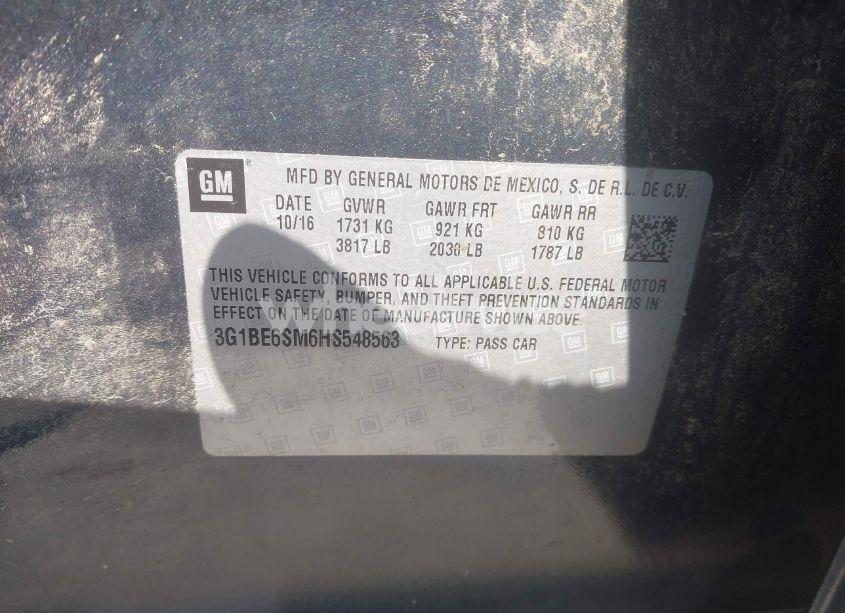 GM ® MFD BY GENERAL MOTORS DE MEXICO, S. DE R.L. DE C.V.
DATE GVWR GAWR FRT GAWR RR
10/16 1731 KG 921 KG 810 KG
3817 LB 2030 LB 1787 LB
THIS VEHICLE CONFORMS TO ALL APPLICABLE U.S. FEDERAL MOTOR
VEHICLE SAFETY, BUMPER, AND THEFT PREVENTION STANDARDS IN
EFFECT ON THE DATE OF MANUFACTURE SHOWN ABOVE.
3G1BE6SM6HS548563 TYPE: PASS CAR